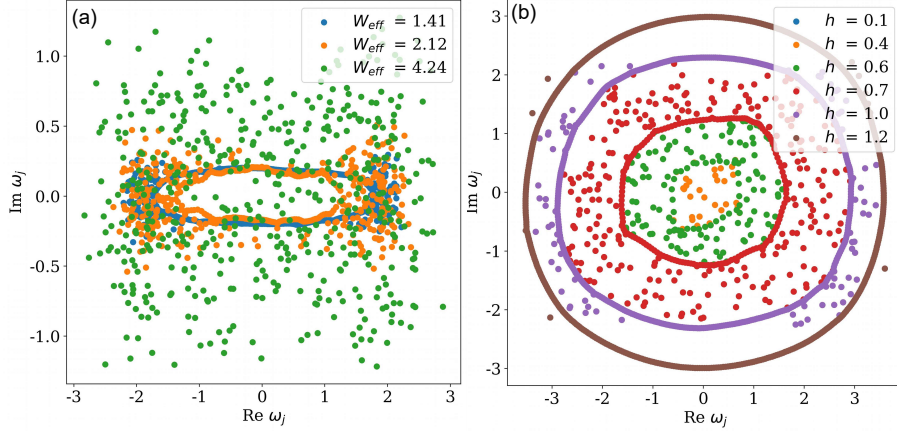 (a)
W_eff = 1.41
W_eff = 2.12
W_eff = 4.24
1.0
0.5
0.0
-0.5
-1.0
Im ω_j
-3 -2 -1 0 1 2 3
Re ω_j
(b)
h = 0.1
h = 0.4
h = 0.6
h = 0.7
h = 1.0
h = 1.2
3
2
1
0
-1
-2
-3
Im ω_j
-3 -2 -1 0 1 2 3
Re ω_j